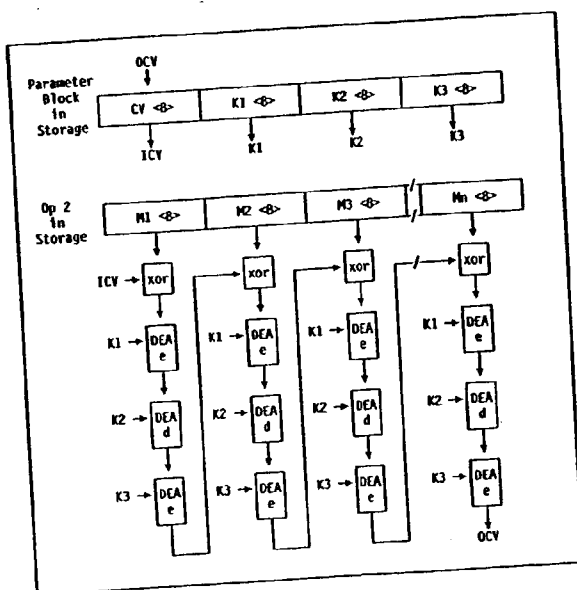 OCV
Parameter
Block
in
Storage
CV <8> K1 <8> K2 <8> K3 <8>
ICV K1 K2 K3
Op 2
in
Storage
M1 <8> M2 <8> M3 <8> / / Mn <8>
ICV xor xor xor / xor
K1 DEA e K1 DEA e K1 DEA e K1 DEA e
K2 DEA d K2 DEA d K2 DEA d K2 DEA d
K3 DEA e K3 DEA e K3 DEA e K3 DEA e
OCV